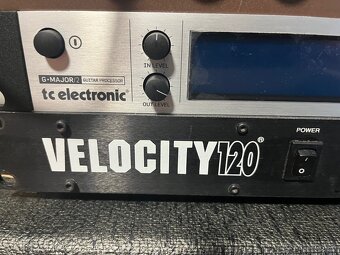 IN LEVEL
G-MAJOR/2 GUITAR PROCESSOR
tc electronic®
OUT LEVEL
VELOCITY120®
POWER